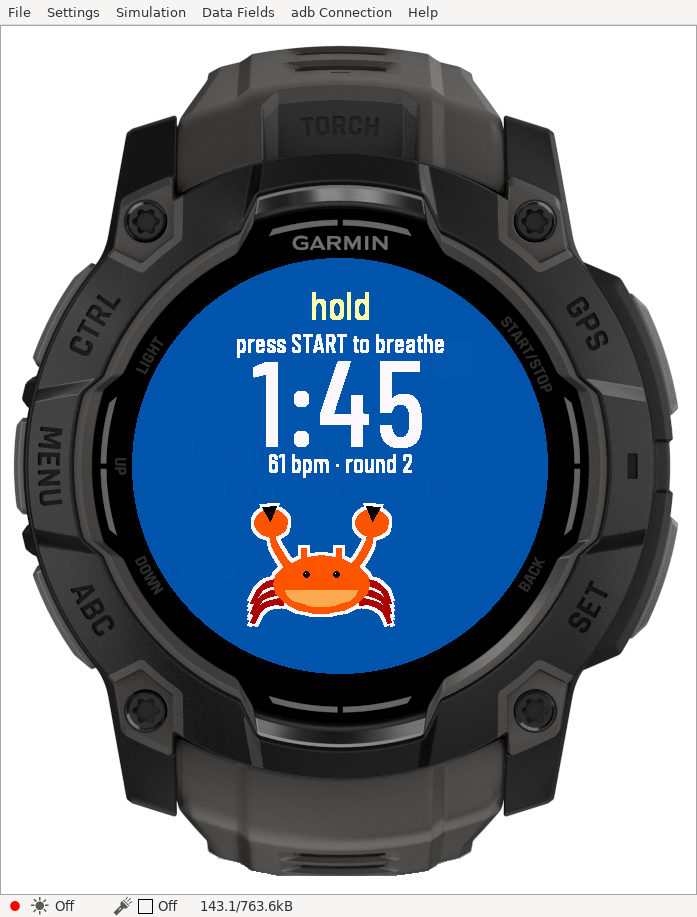 File Settings Simulation Data Fields adb Connection Help
TORCH
GARMIN
CTRL
GPS
LIGHT
START/STOP
hold
press START to breathe
1:45
61 bpm · round 2
MENU
UP
DOWN
BACK
ABC
SET
Off Off 143.1/763.6kB